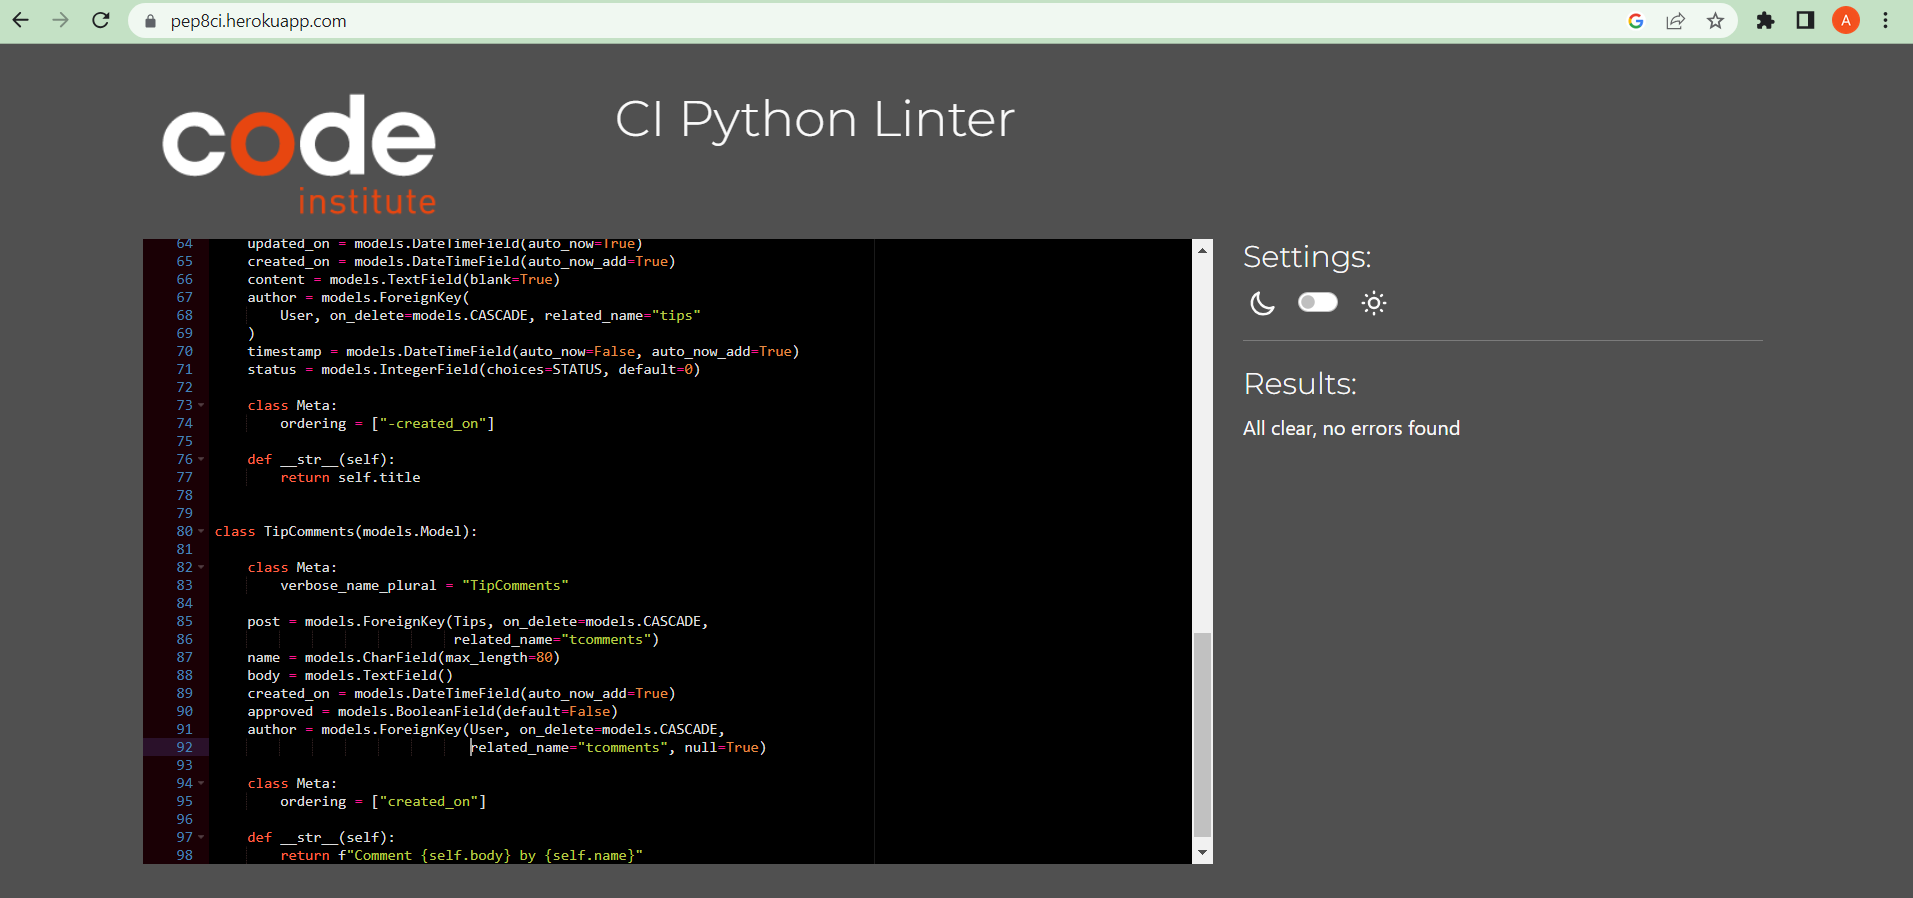 pep8ci.herokuapp.com
A
code
institute
CI Python Linter
64 updated_on = models.DateTimeField(auto_now=True)
65 created_on = models.DateTimeField(auto_now_add=True)
66 content = models.TextField(blank=True)
67 author = models.ForeignKey(
68 User, on_delete=models.CASCADE, related_name="tips"
69 )
70 timestamp = models.DateTimeField(auto_now=False, auto_now_add=True)
71 status = models.IntegerField(choices=STATUS, default=0)
72
73 class Meta:
74 ordering = ["-created_on"]
75
76 def __str__(self):
77 return self.title
78
79
80 class TipComments(models.Model):
81
82 class Meta:
83 verbose_name_plural = "TipComments"
84
85 post = models.ForeignKey(Tips, on_delete=models.CASCADE,
86 related_name="tcomments")
87 name = models.CharField(max_length=80)
88 body = models.TextField()
89 created_on = models.DateTimeField(auto_now_add=True)
90 approved = models.BooleanField(default=False)
91 author = models.ForeignKey(User, on_delete=models.CASCADE,
92 related_name="tcomments", null=True)
93
94 class Meta:
95 ordering = ["created_on"]
96
97 def __str__(self):
98 return f"Comment {self.body} by {self.name}"
Settings:
Results:
All clear, no errors found